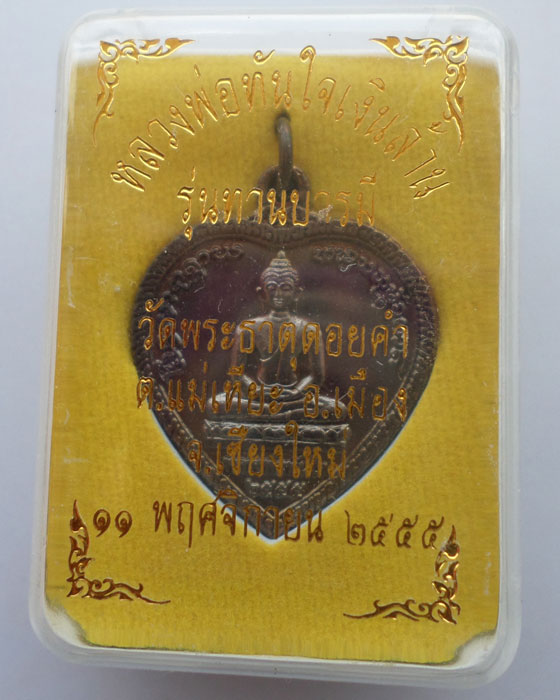 หลวงพ่อทันใจเงินล้าน
รุ่นทานบารมี
วัดพระธาตุดอยคำ
ต.แม่เหียะ อ.เมือง
จ.เชียงใหม่
๑๑ พฤศจิกายน ๒๕๕๕